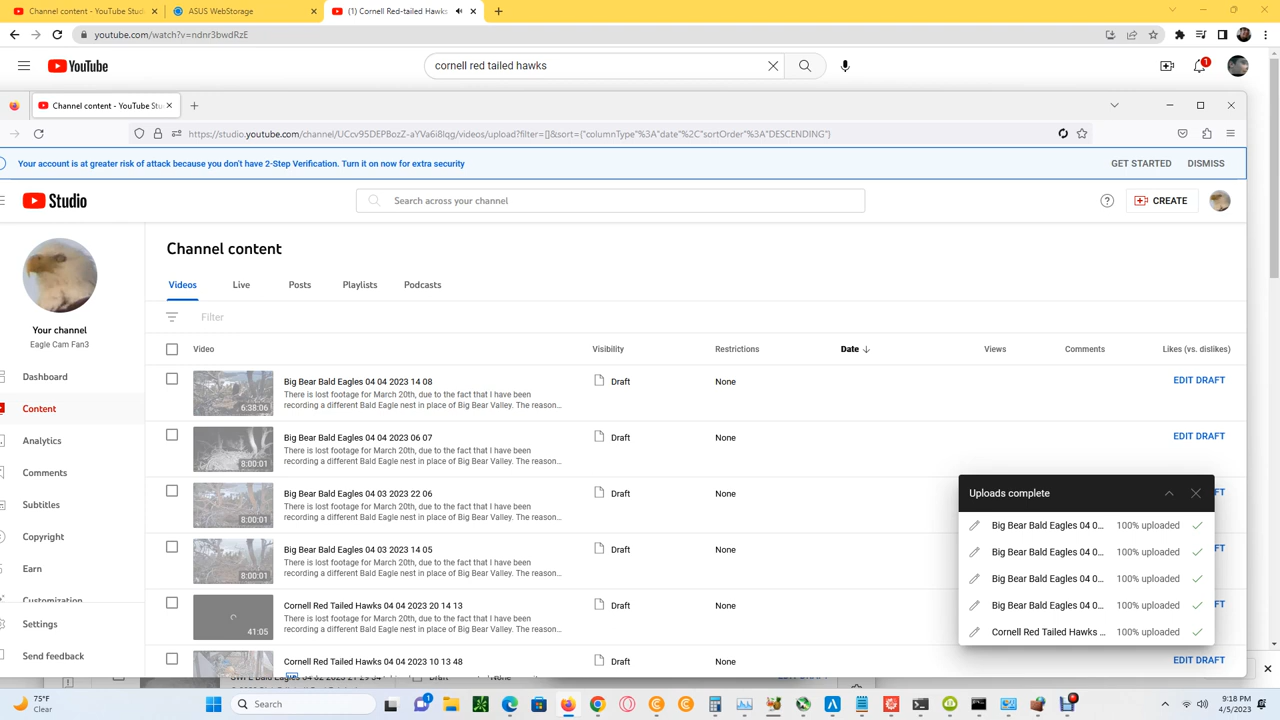 Channel content - YouTube St
ASUS WebStorage
(1) Cornell Red-tailed Hawks
youtube.com/watch?v=ndnr3bwdRzE
YouTube
cornell red tailed hawks
1
Channel content - YouTube Stu
https://studio.youtube.com/channel/UCcv95DEPBozZ-aYVa6i8lqg/videos/upload?filter=[]&sort={"columnType"%3A"date"%2C"sortOrder"%3A"DESCENDING"}
Your account is at greater risk of attack because you don't have 2-Step Verification. Turn it on now for extra security
GET STARTED
DISMISS
Studio
Search across your channel
CREATE
Channel content
Videos
Live
Posts
Playlists
Podcasts
Your channel
Eagle Cam Fan3
Filter
Video
Visibility
Restrictions
Date
Views
Comments
Likes (vs. dislikes)
Dashboard
Content
Analytics
Comments
Subtitles
Copyright
Earn
Customization
Settings
Send feedback
6:38:06
Big Bear Bald Eagles 04 04 2023 14 08
There is lost footage for March 20th, due to the fact that I have been
recording a different Bald Eagle nest in place of Big Bear Valley. The reason...
Draft
None
EDIT DRAFT
8:00:01
Big Bear Bald Eagles 04 04 2023 06 07
There is lost footage for March 20th, due to the fact that I have been
recording a different Bald Eagle nest in place of Big Bear Valley. The reason...
Draft
None
EDIT DRAFT
8:00:01
Big Bear Bald Eagles 04 03 2023 22 06
There is lost footage for March 20th, due to the fact that I have been
recording a different Bald Eagle nest in place of Big Bear Valley. The reason...
Draft
None
FT
8:00:01
Big Bear Bald Eagles 04 03 2023 14 05
There is lost footage for March 20th, due to the fact that I have been
recording a different Bald Eagle nest in place of Big Bear Valley. The reason...
Draft
None
FT
41:05
Cornell Red Tailed Hawks 04 04 2023 20 14 13
There is lost footage for March 20th, due to the fact that I have been
recording a different Bald Eagle nest in place of Big Bear Valley. The reason...
Draft
None
FT
Cornell Red Tailed Hawks 04 04 2023 10 13 48
Draft
None
EDIT DRAFT
Uploads complete
Big Bear Bald Eagles 04 0... 100% uploaded
Big Bear Bald Eagles 04 0... 100% uploaded
Big Bear Bald Eagles 04 0... 100% uploaded
Big Bear Bald Eagles 04 0... 100% uploaded
Cornell Red Tailed Hawks ... 100% uploaded
75°F
Clear
Search
1
9:18 PM
4/5/2023